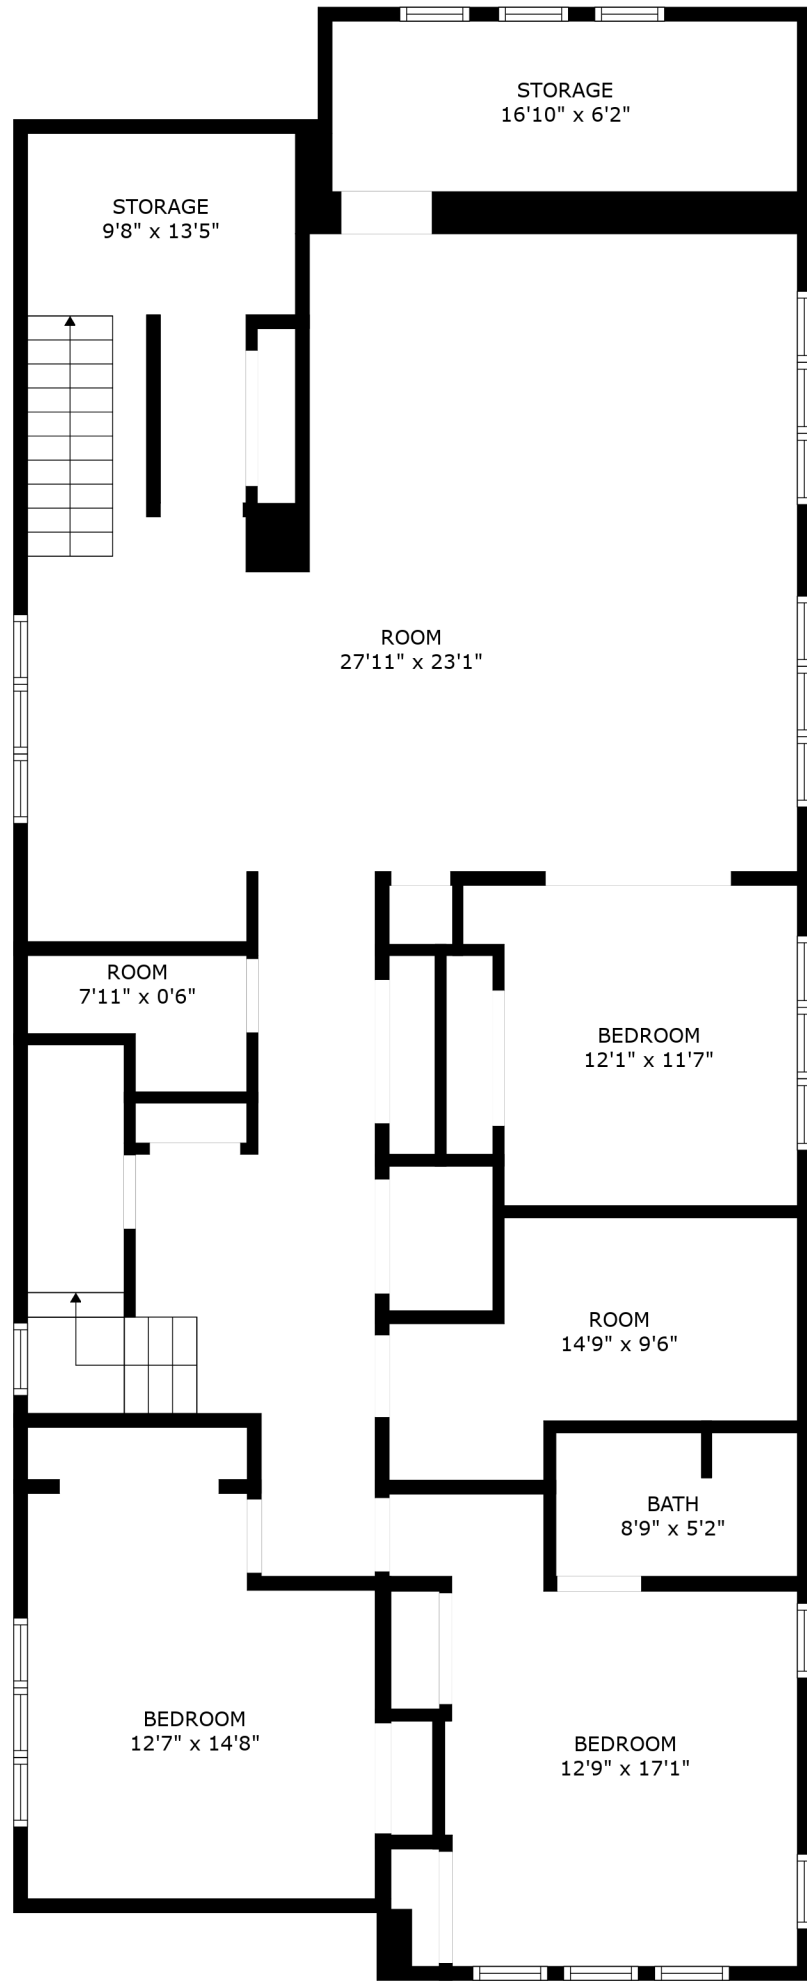 STORAGE
16'10" x 6'2"
STORAGE
9'8" x 13'5"
ROOM
27'11" x 23'1"
ROOM
7'11" x 0'6"
BEDROOM
12'1" x 11'7"
ROOM
14'9" x 9'6"
BATH
8'9" x 5'2"
BEDROOM
12'7" x 14'8"
BEDROOM
12'9" x 17'1"